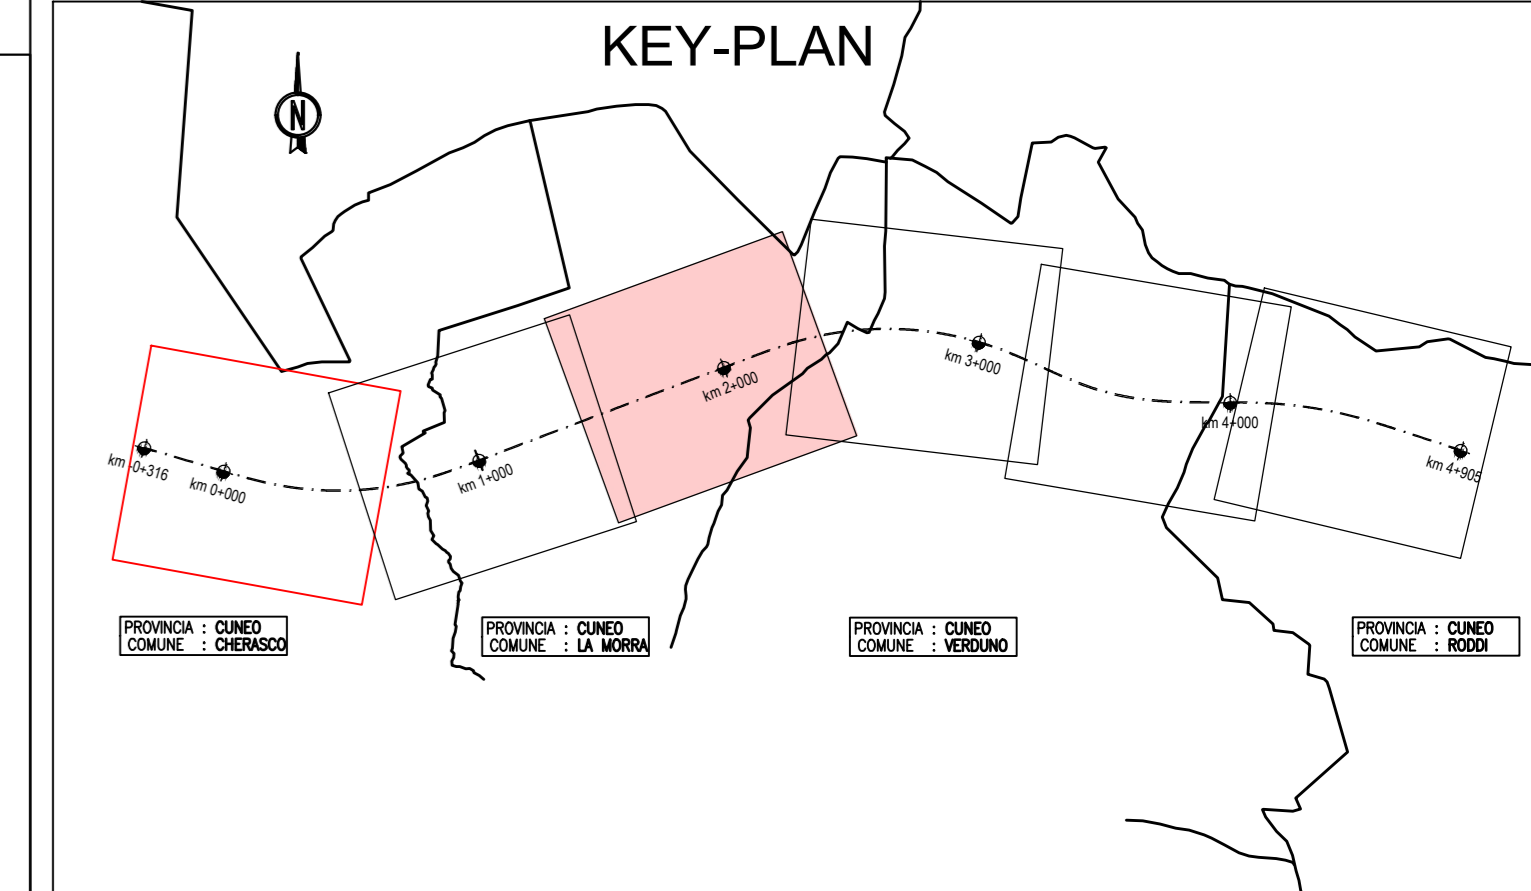 KEY-PLAN
N
km 3+000
km 2+000
km 4+000
km -0+316
km 0+000
km 1+000
km 4+905
PROVINCIA : CUNEO
COMUNE : CHERASCO
PROVINCIA : CUNEO
COMUNE : LA MORRA
PROVINCIA : CUNEO
COMUNE : VERDUNO
PROVINCIA : CUNEO
COMUNE : RODDI